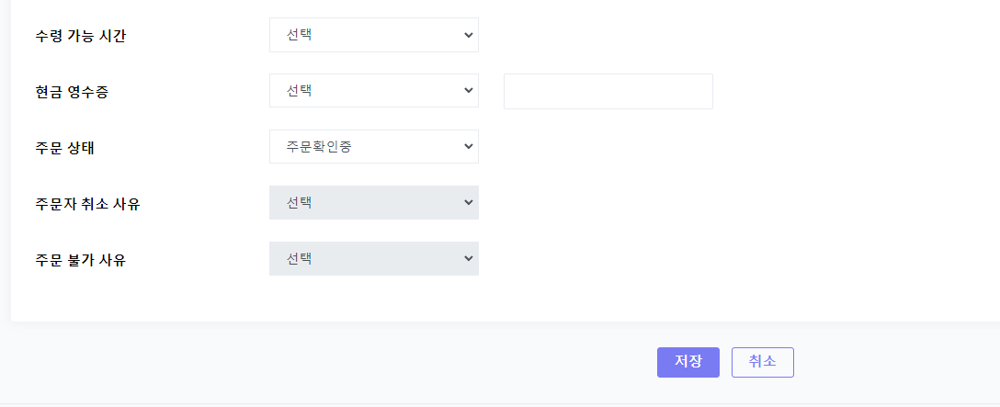 수령 가능 시간 선택
현금 영수증 선택
주문 상태 주문확인중
주문자 취소 사유 선택
주문 불가 사유 선택
저장 취소